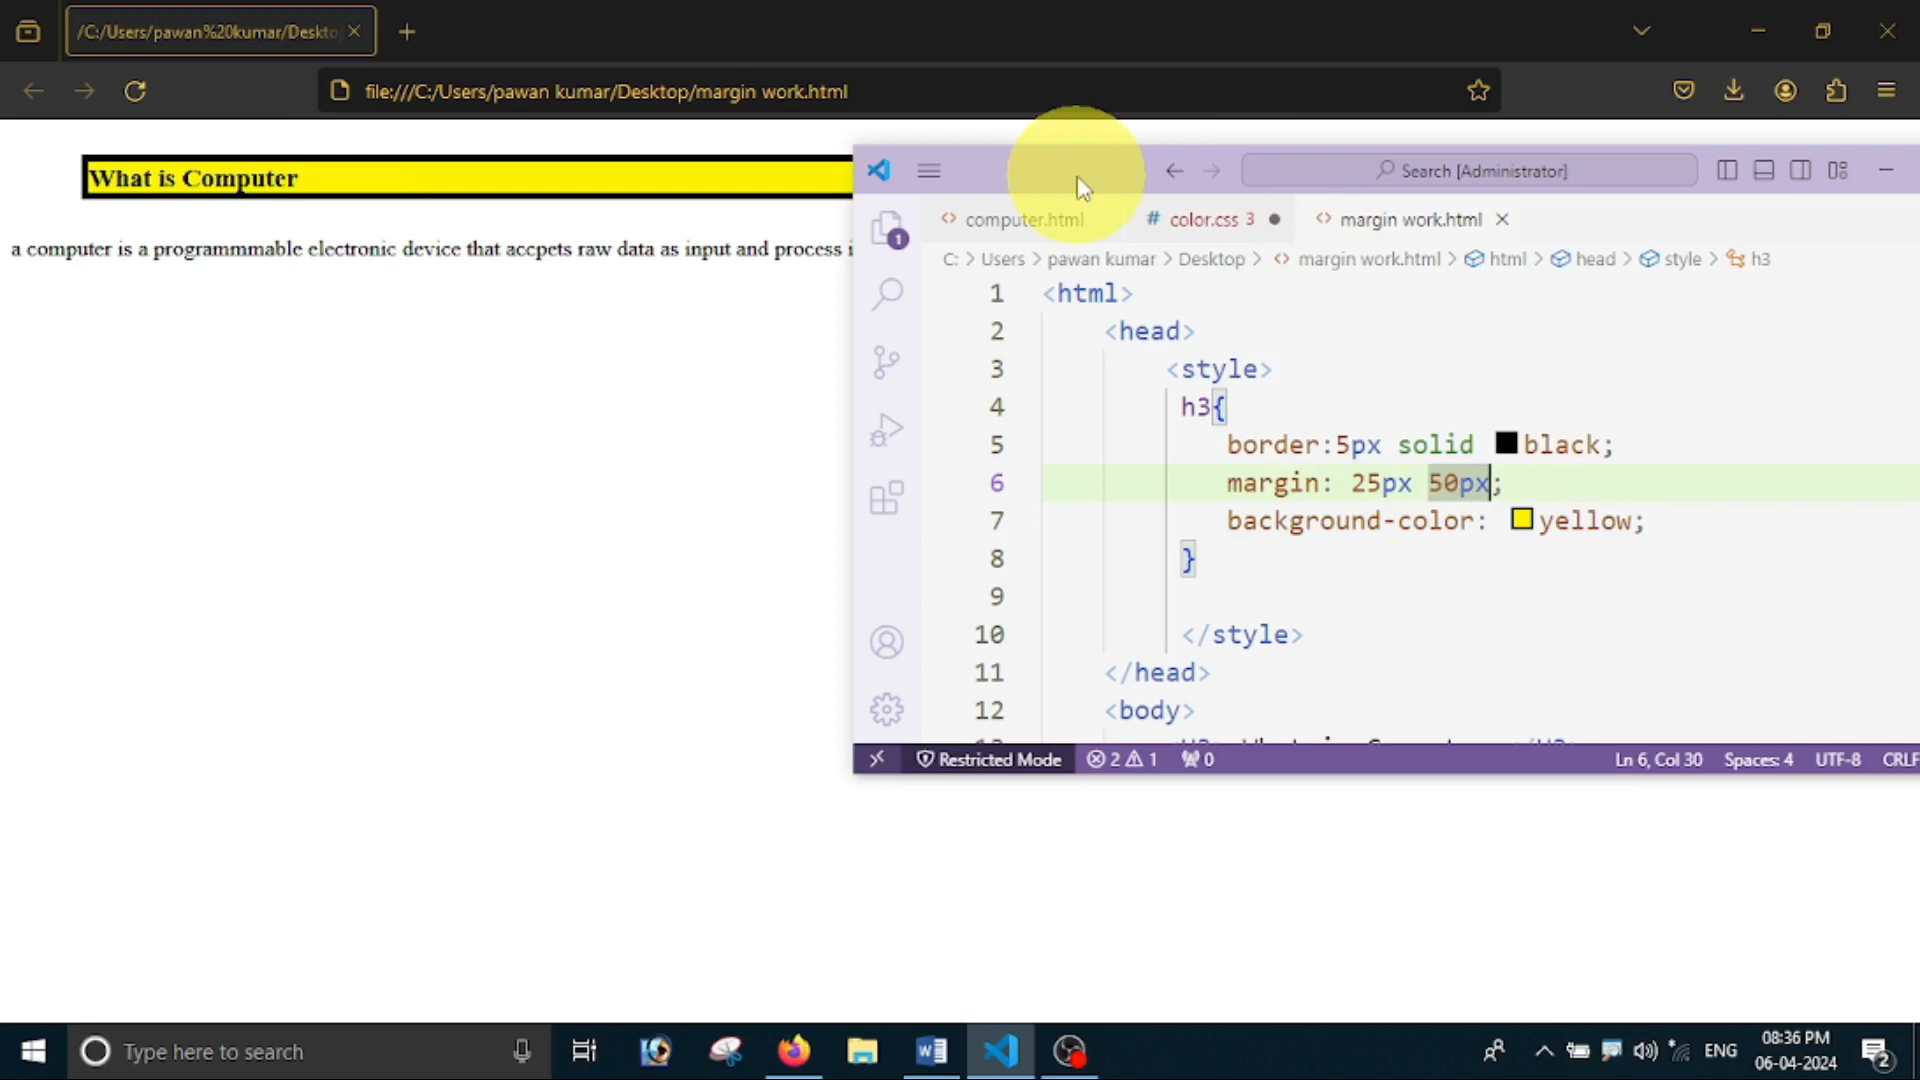 /C:/Users/pawan%20kumar/Deskto
file:///C:/Users/pawan kumar/Desktop/margin work.html
What is Computer
a computer is a programmmable electronic device that accpets raw data as input and process
Search [Administrator]
computer.html
# color.css 3
margin work.html
C: > Users > pawan kumar > Desktop > <> margin work.html > html > head > style > h3
1 <html>
2 <head>
3 <style>
4 h3{
5 border:5px solid black;
6 margin: 25px 50px;
7 background-color: yellow;
8 }
9
10 </style>
11 </head>
12 <body>
1
Restricted Mode
2
1
0
Ln 6, Col 30
Spaces: 4
UTF-8
CRLF
Type here to search
ENG
08:36 PM
06-04-2024
2